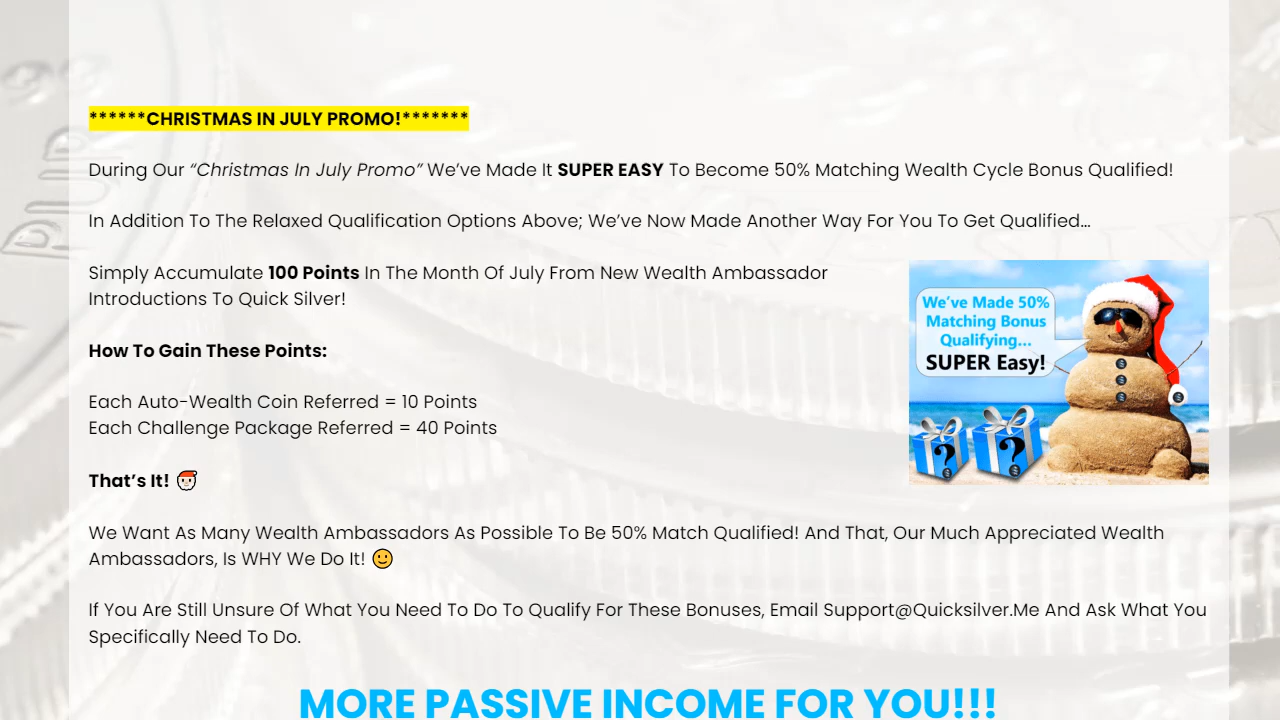 ******CHRISTMAS IN JULY PROMO!*******
During Our “Christmas In July Promo” We’ve Made It SUPER EASY To Become 50% Matching Wealth Cycle Bonus Qualified!
In Addition To The Relaxed Qualification Options Above; We’ve Now Made Another Way For You To Get Qualified…
Simply Accumulate 100 Points In The Month Of July From New Wealth Ambassador
Introductions To Quick Silver!
We’ve Made 50%
Matching Bonus
Qualifying...
SUPER Easy!
? ?
How To Gain These Points:
Each Auto-Wealth Coin Referred = 10 Points
Each Challenge Package Referred = 40 Points
That’s It! 🎅
We Want As Many Wealth Ambassadors As Possible To Be 50% Match Qualified! And That, Our Much Appreciated Wealth
Ambassadors, Is WHY We Do It! 🙂
If You Are Still Unsure Of What You Need To Do To Qualify For These Bonuses, Email Support@Quicksilver.Me And Ask What You
Specifically Need To Do.
MORE PASSIVE INCOME FOR YOU!!!